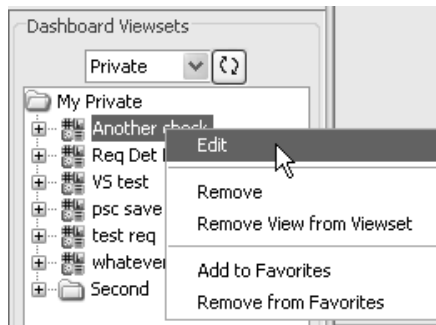 Dashboard Viewsets
Private
My Private
Another check
Edit
Req Det
VS test
Remove
psc save
Remove View from Viewset
test req
whatever
Add to Favorites
Second
Remove from Favorites